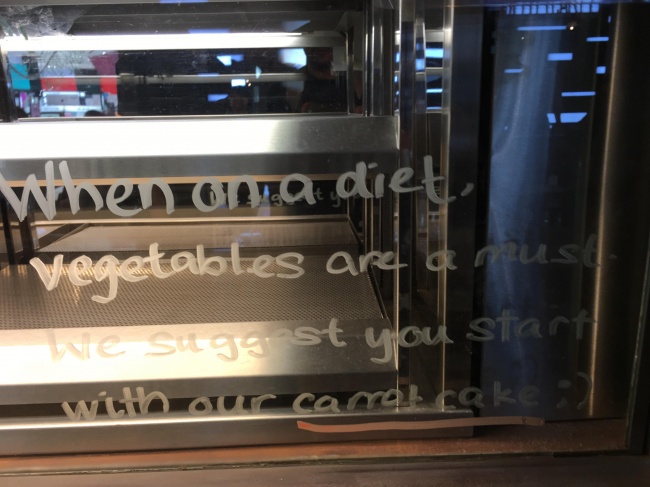 When on a diet,
vegetables are a must.
We suggest you start
with our carrot cake ;)